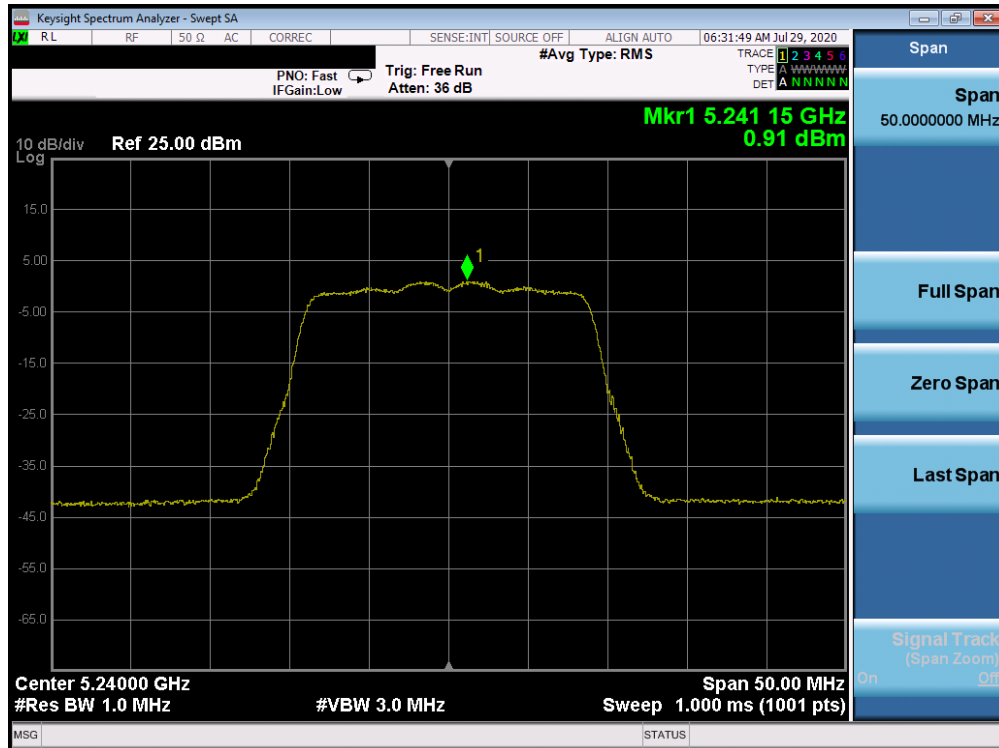 Keysight Spectrum Analyzer - Swept SA
LXI RL RF 50 Ω AC CORREC SENSE:INT SOURCE OFF ALIGN AUTO 06:31:49 AM Jul 29, 2020
#Avg Type: RMS TRACE 1 2 3 4 5 6
PNO: Fast Trig: Free Run TYPE A WWWWW
IFGain:Low Atten: 36 dB DET A N N N N N
Mkr1 5.241 15 GHz
0.91 dBm
10 dB/div Ref 25.00 dBm
Log
15.0
5.00
1
-5.00
-15.0
-25.0
-35.0
-45.0
-55.0
-65.0
Center 5.24000 GHz Span 50.00 MHz
#Res BW 1.0 MHz #VBW 3.0 MHz Sweep 1.000 ms (1001 pts)
MSG STATUS
Span
Span
50.0000000 MHz
Full Span
Zero Span
Last Span
Signal Track
(Span Zoom)
On Off